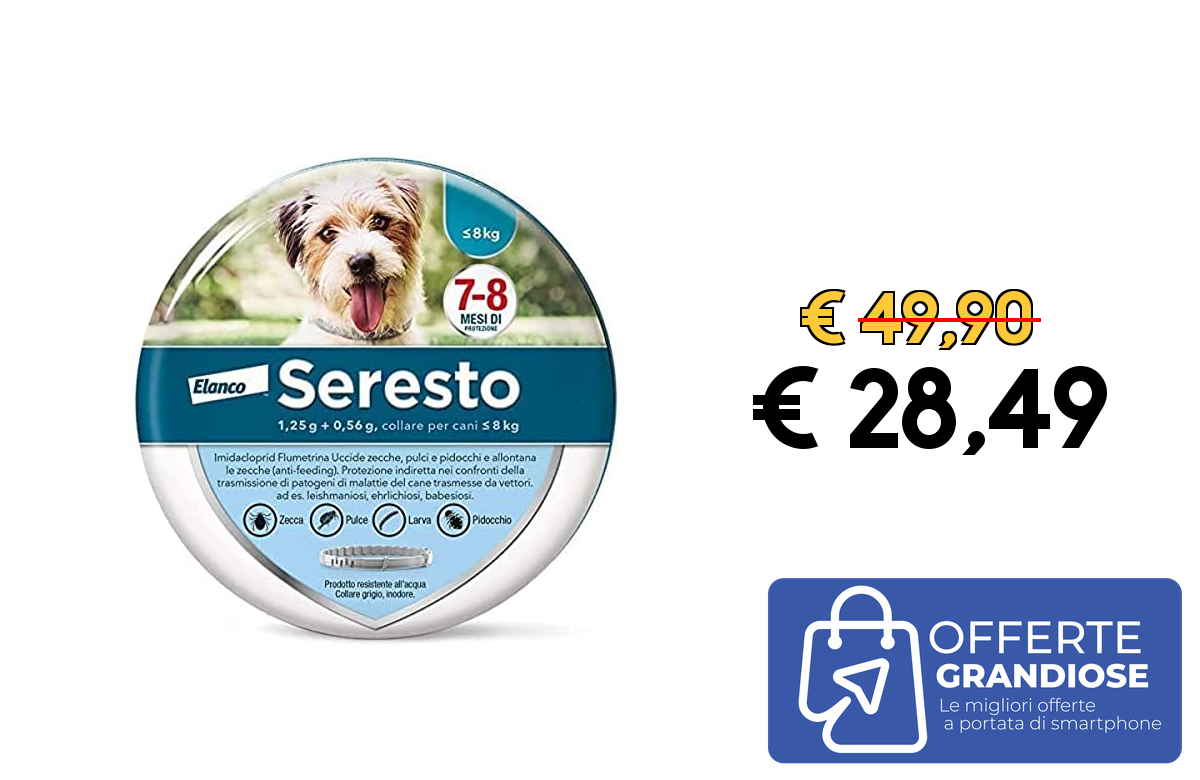 ≤8kg
7-8
MESI DI
PROTEZIONE
Elanco
Seresto
1,25 g + 0,56 g, collare per cani ≤ 8 kg
Imidacloprid Flumetrina Uccide zecche, pulci e pidocchi e allontana
le zecche (anti-feeding). Protezione indiretta nei confronti della
trasmissione di patogeni di malattie del cane trasmesse da vettori.
ad es. leishmaniosi, ehrlichiosi, babesiosi.
Zecca Pulce Larva Pidocchio
Prodotto resistente all'acqua
Collare grigio, inodore.
€ 49,90
€ 28,49
OFFERTE
GRANDIOSE
Le migliori offerte
a portata di smartphone